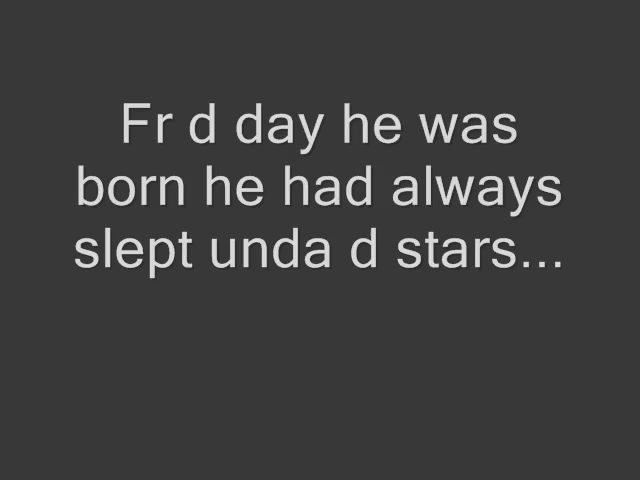 Fr d day he was
born he had always
slept unda d stars...